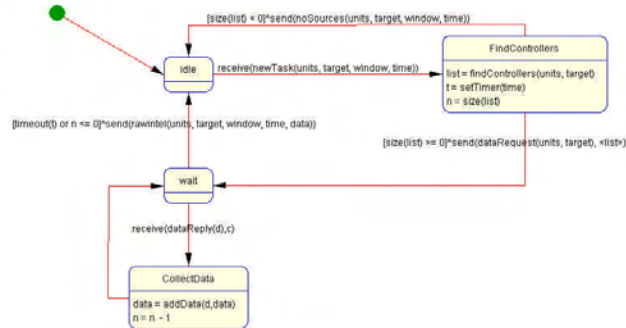 [size(list) < 0]^send(noSources(units, target, window, time))
FindControllers
idle
receive(newTask(units, target, window, time))
list = findControllers(units, target)
t = setTimer(time)
n = size(list)
[timeout(t) or n <= 0]^send(rawintel(units, target, window, time, data))
[size(list) >= 0]^send(dataRequest(units, target), <list>)
wait
receive(dataReply(d),c)
CollectData
data = addData(d,data)
n = n - 1